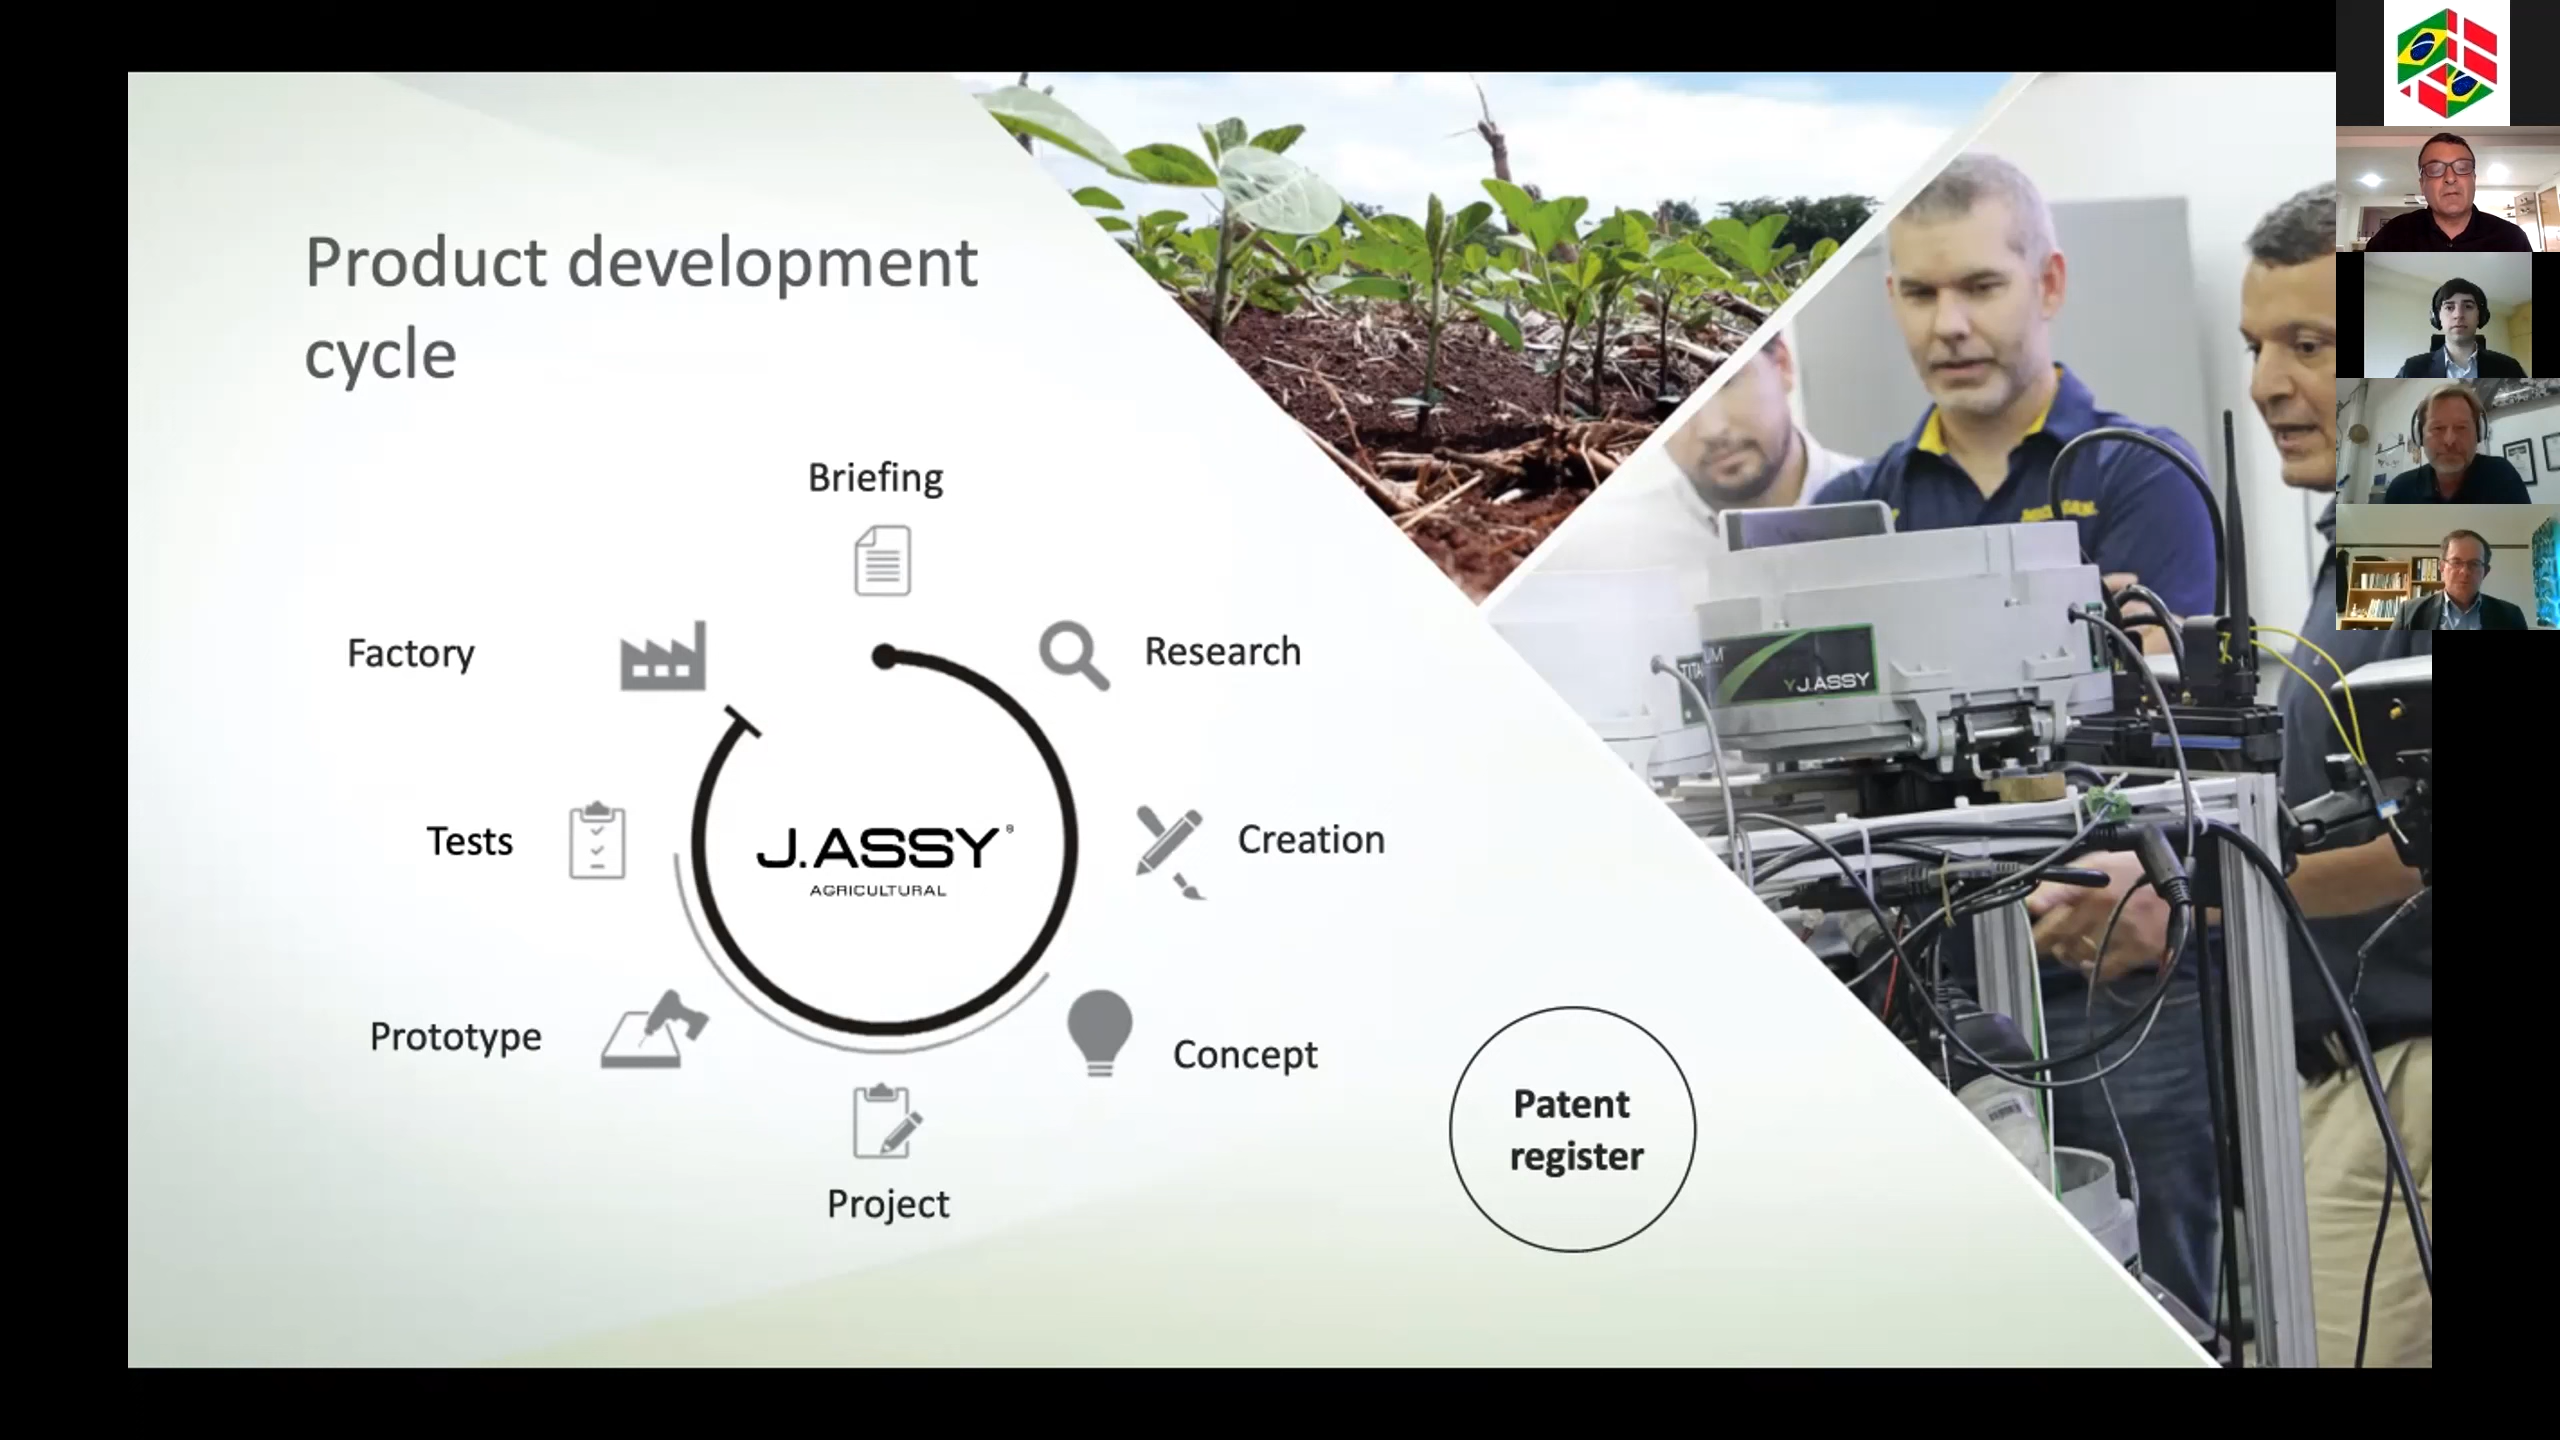 Product development
cycle
Briefing
Research
Creation
Concept
Project
Prototype
Tests
Factory
J.ASSY®
AGRICULTURAL
Patent
register
J.ASSY